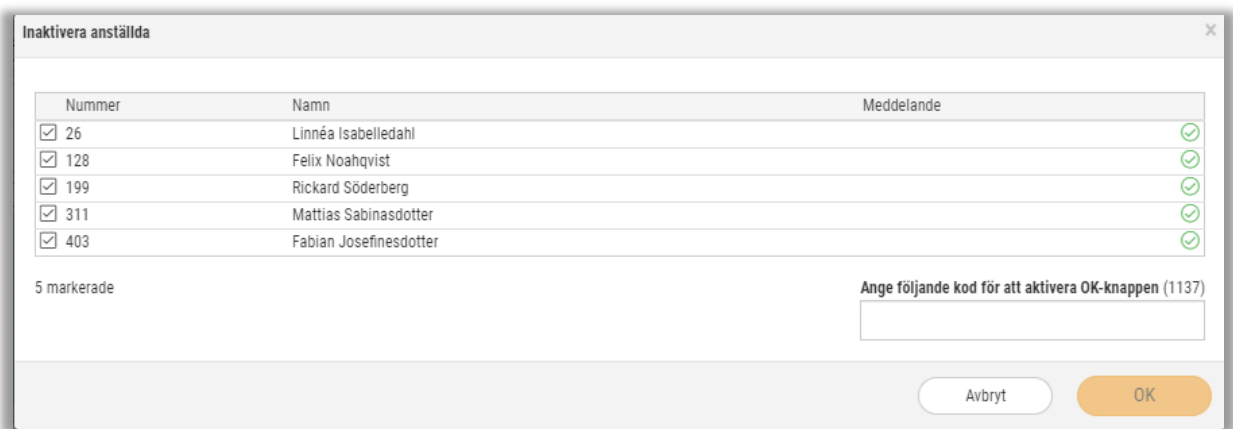 Inaktivera anställda
Nummer Namn Meddelande
26 Linnéa Isabelledahl
128 Felix Noahqvist
199 Rickard Söderberg
311 Mattias Sabinasdotter
403 Fabian Josefinesdotter
5 markerade Ange följande kod för att aktivera OK-knappen (1137)
Avbryt OK